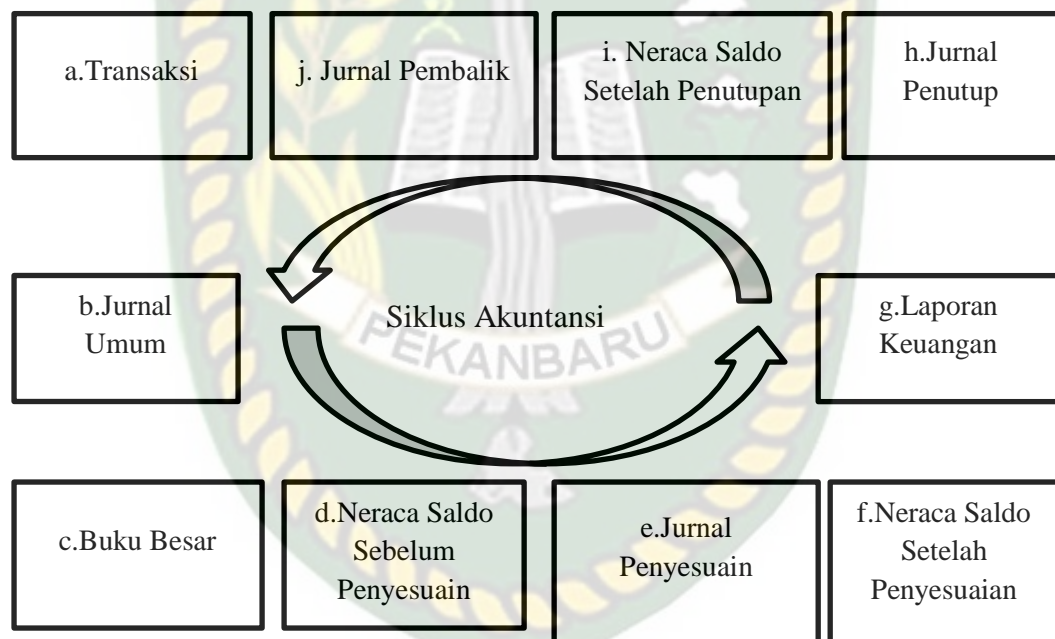 a.Transaksi
j. Jurnal Pembalik
i. Neraca Saldo
Setelah Penutupan
h.Jurnal
Penutup
b.Jurnal
Umum
Siklus Akuntansi
PEKANBARU
g.Laporan
Keuangan
c.Buku Besar
d.Neraca Saldo
Sebelum
Penyesuain
e.Jurnal
Penyesuain
f.Neraca Saldo
Setelah
Penyesuaian